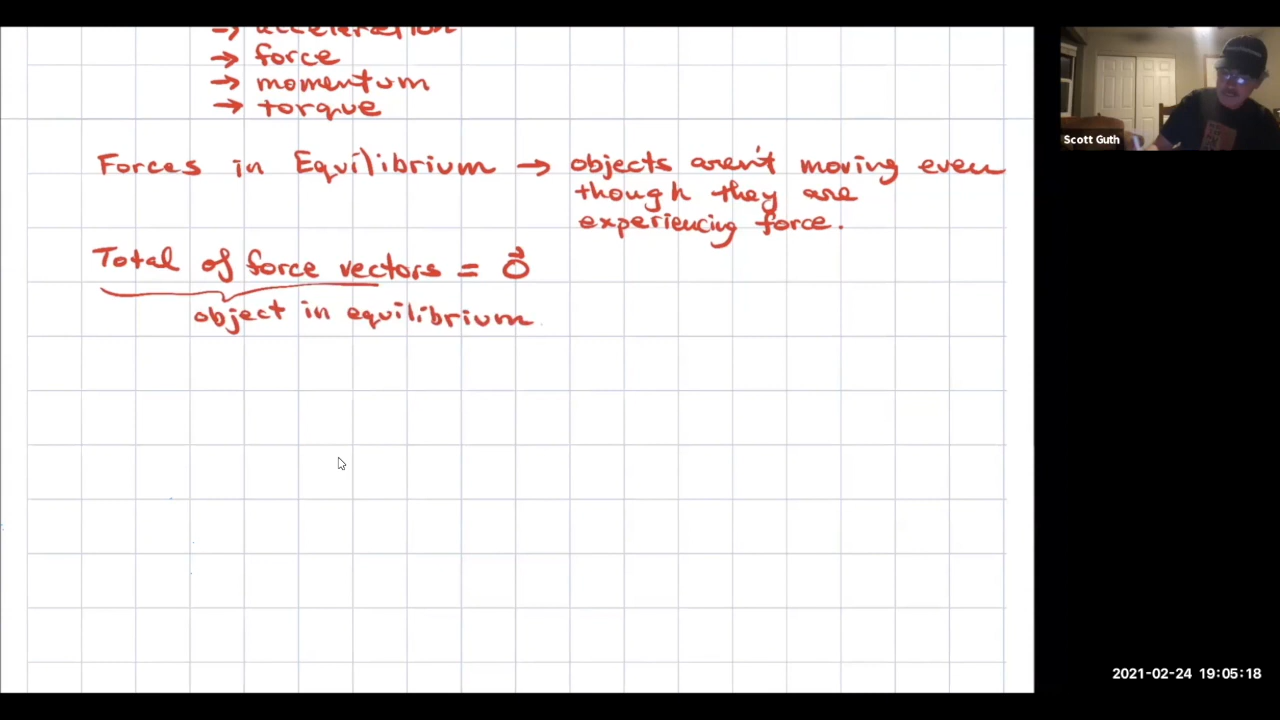 → acceleration
→ force
→ momentum
→ torque
Forces in Equilibrium → objects aren't moving even
though they are
experiencing force.
Total of force vectors = 0⃗
object in equilibrium
Scott Guth
2021-02-24 19:05:18